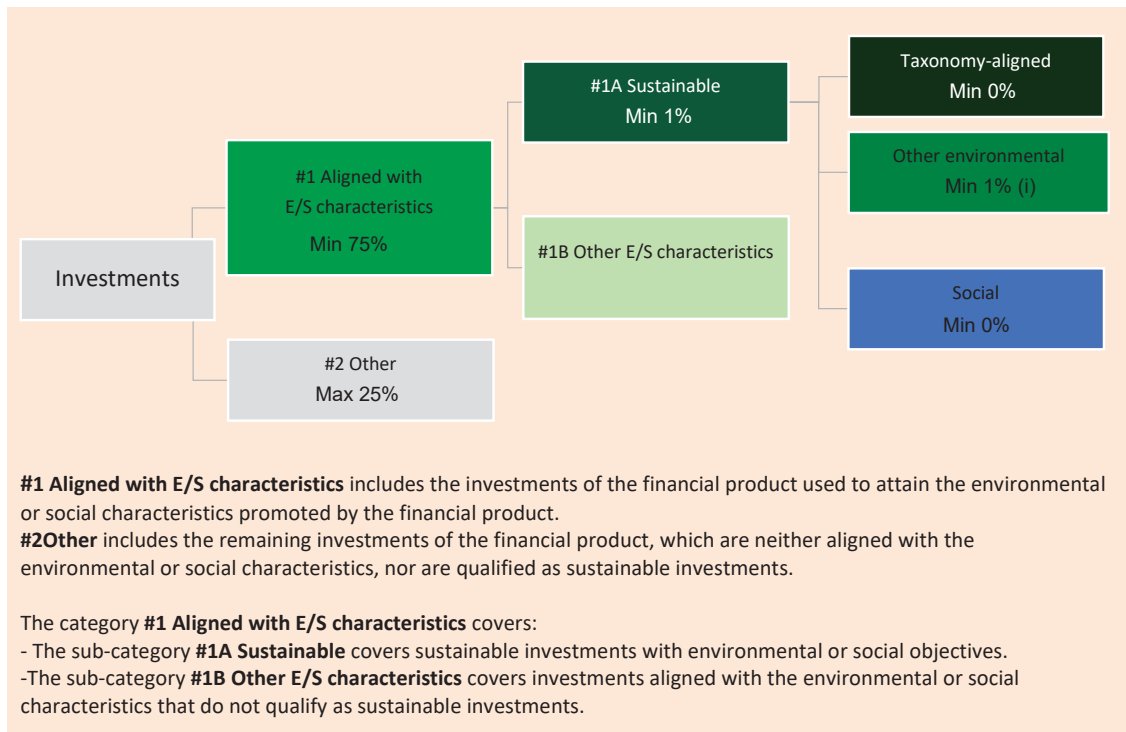 Investments
#1 Aligned with
E/S characteristics
Min 75%
#2 Other
Max 25%
#1A Sustainable
Min 1%
#1B Other E/S characteristics
Taxonomy-aligned
Min 0%
Other environmental
Min 1% (i)
Social
Min 0%
#1 Aligned with E/S characteristics includes the investments of the financial product used to attain the environmental
or social characteristics promoted by the financial product.
#2Other includes the remaining investments of the financial product, which are neither aligned with the
environmental or social characteristics, nor are qualified as sustainable investments.
The category #1 Aligned with E/S characteristics covers:
- The sub-category #1A Sustainable covers sustainable investments with environmental or social objectives.
-The sub-category #1B Other E/S characteristics covers investments aligned with the environmental or social
characteristics that do not qualify as sustainable investments.